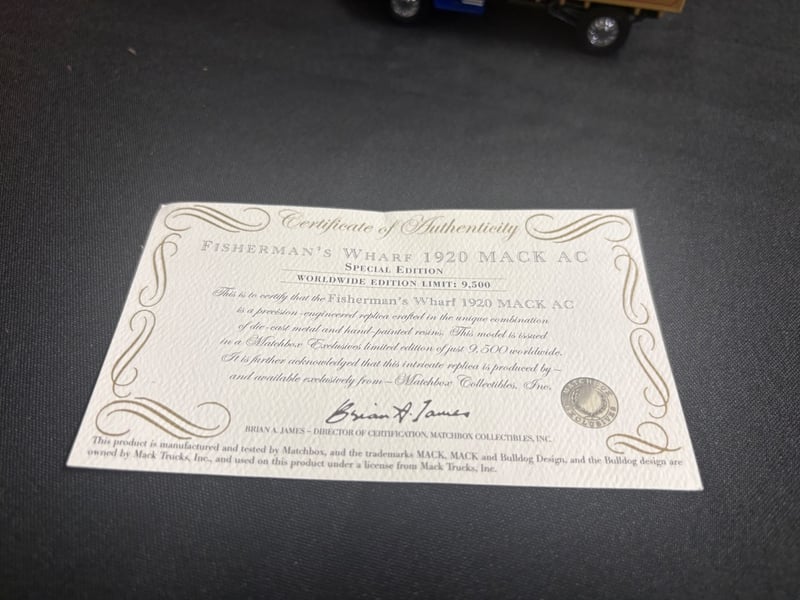 Certificate of Authenticity
FISHERMAN'S WHARF 1920 MACK AC
SPECIAL EDITION
WORLDWIDE EDITION LIMIT: 9,500
This is to certify that the Fisherman's Wharf 1920 MACK AC
is a precision-engineered replica crafted in the unique combination
of die-cast metal and hand-painted resins. This model is issued
in a Matchbox Exclusives limited edition of just 9,500 worldwide.
It is further acknowledged that this intricate replica is produced by –
and available exclusively from – Matchbox Collectibles, Inc.
Brian A. James
BRIAN A. JAMES – DIRECTOR OF CERTIFICATION, MATCHBOX COLLECTIBLES, INC.
MATCHBOX
EXCLUSIVES
This product is manufactured and tested by Matchbox, and the trademarks MACK, MACK and Bulldog Design, and the Bulldog design are
owned by Mack Trucks, Inc., and used on this product under a license from Mack Trucks, Inc.